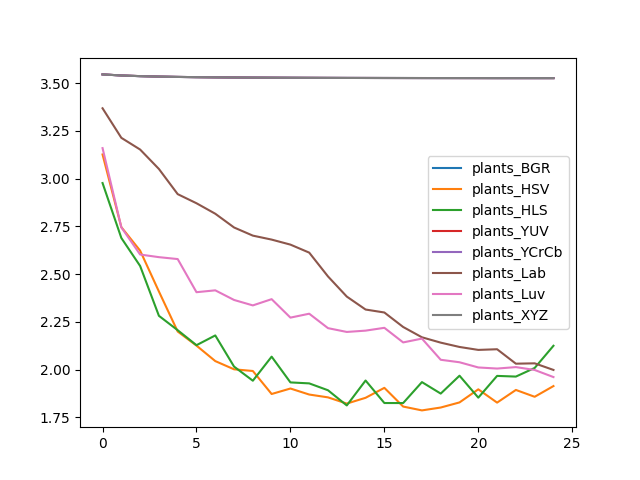 3.50
3.25
3.00
2.75
2.50
2.25
2.00
1.75
0
5
10
15
20
25
plants_BGR
plants_HSV
plants_HLS
plants_YUV
plants_YCrCb
plants_Lab
plants_Luv
plants_XYZ